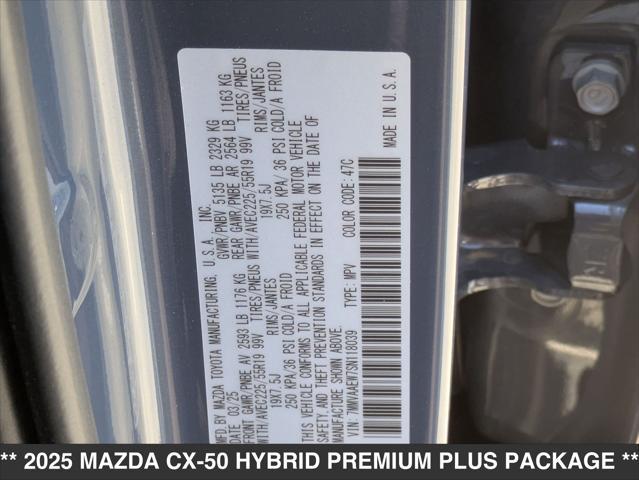 MFD.BY MAZDA TOYOTA MANUFACTURING, U.S.A.,INC.
DATE 03/25 GVWR/PNBV 5135 LB 2329 KG
FRONT GAWR/PNBE AV 2593 LB 1176 KG REAR GAWR/PNBE AR 2564 LB 1163 KG
WITH/AVEC225/55R19 99V TIRES/PNEUS WITH/AVEC225/55R19 99V TIRES/PNEUS
19X7.5J RIMS/JANTES 19X7.5J RIMS/JANTES
250 KPA/36 PSI COLD/A FROID 250 KPA/36 PSI COLD/A FROID
THIS VEHICLE CONFORMS TO ALL APPLICABLE FEDERAL MOTOR VEHICLE
SAFETY, AND THEFT PREVENTION STANDARDS IN EFFECT ON THE DATE OF
MANUFACTURE SHOWN ABOVE.
VIN:7MMVAAEW7SN118039 TYPE:MPV COLOR CODE:47C MADE IN U.S.A.
** 2025 MAZDA CX-50 HYBRID PREMIUM PLUS PACKAGE **